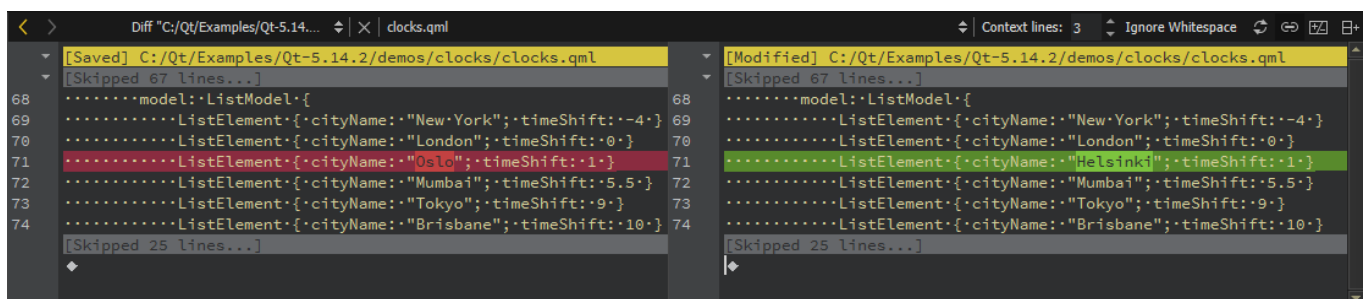 Diff "C:/Qt/Examples/Qt-5.14.... clocks.qml Context lines: 3 Ignore Whitespace
[Saved] C:/Qt/Examples/Qt-5.14.2/demos/clocks/clocks.qml
[Skipped 67 lines...]
68 ········model:·ListModel·{
69 ············ListElement·{·cityName:·"New·York";·timeShift:·-4·}
70 ············ListElement·{·cityName:·"London";·timeShift:·0·}
71 ············ListElement·{·cityName:·"Oslo";·timeShift:·1·}
72 ············ListElement·{·cityName:·"Mumbai";·timeShift:·5.5·}
73 ············ListElement·{·cityName:·"Tokyo";·timeShift:·9·}
74 ············ListElement·{·cityName:·"Brisbane";·timeShift:·10·}
[Skipped 25 lines...]
[Modified] C:/Qt/Examples/Qt-5.14.2/demos/clocks/clocks.qml
[Skipped 67 lines...]
68 ········model:·ListModel·{
69 ············ListElement·{·cityName:·"New·York";·timeShift:·-4·}
70 ············ListElement·{·cityName:·"London";·timeShift:·0·}
71 ············ListElement·{·cityName:·"Helsinki";·timeShift:·1·}
72 ············ListElement·{·cityName:·"Mumbai";·timeShift:·5.5·}
73 ············ListElement·{·cityName:·"Tokyo";·timeShift:·9·}
74 ············ListElement·{·cityName:·"Brisbane";·timeShift:·10·}
[Skipped 25 lines...]